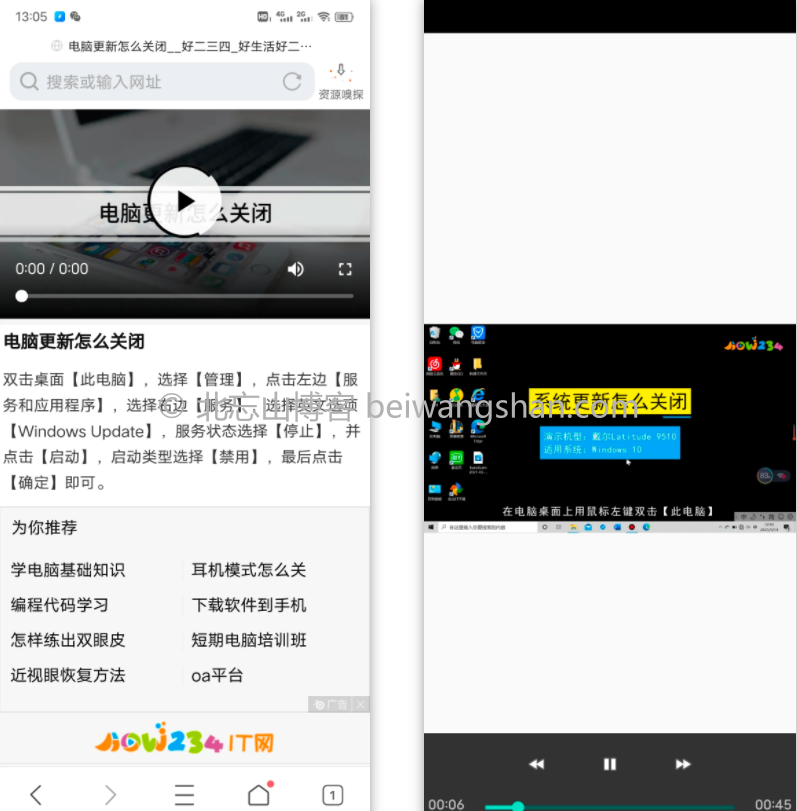 13:05
HD 4G 2G
电脑更新怎么关闭__好二三四_好生活好二…
搜索或输入网址
资源嗅探
电脑更新怎么关闭
0:00 / 0:00
电脑更新怎么关闭
双击桌面【此电脑】，选择【管理】，点击左边【服
务和应用程序】，选择右边【服务】，选择英文选项
【Windows Update】，服务状态选择【停止】，并
点击【启动】，启动类型选择【禁用】，最后点击
【确定】即可。
为你推荐
学电脑基础知识 耳机模式怎么关
编程代码学习 下载软件到手机
怎样练出双眼皮 短期电脑培训班
近视眼恢复方法 oa平台
广告
HOW234 IT网
1
© 北忘山博客 beiwangshan.com
HOW234
系统更新怎么关闭
演示机型：戴尔Latitude 9510
适用系统：Windows 10
在电脑桌面上用鼠标左键双击【此电脑】
00:06
00:45